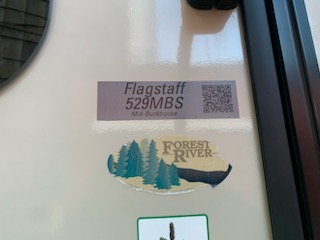 Flagstaff
529MBS
Mid-Bunkhouse
FOREST
RIVER